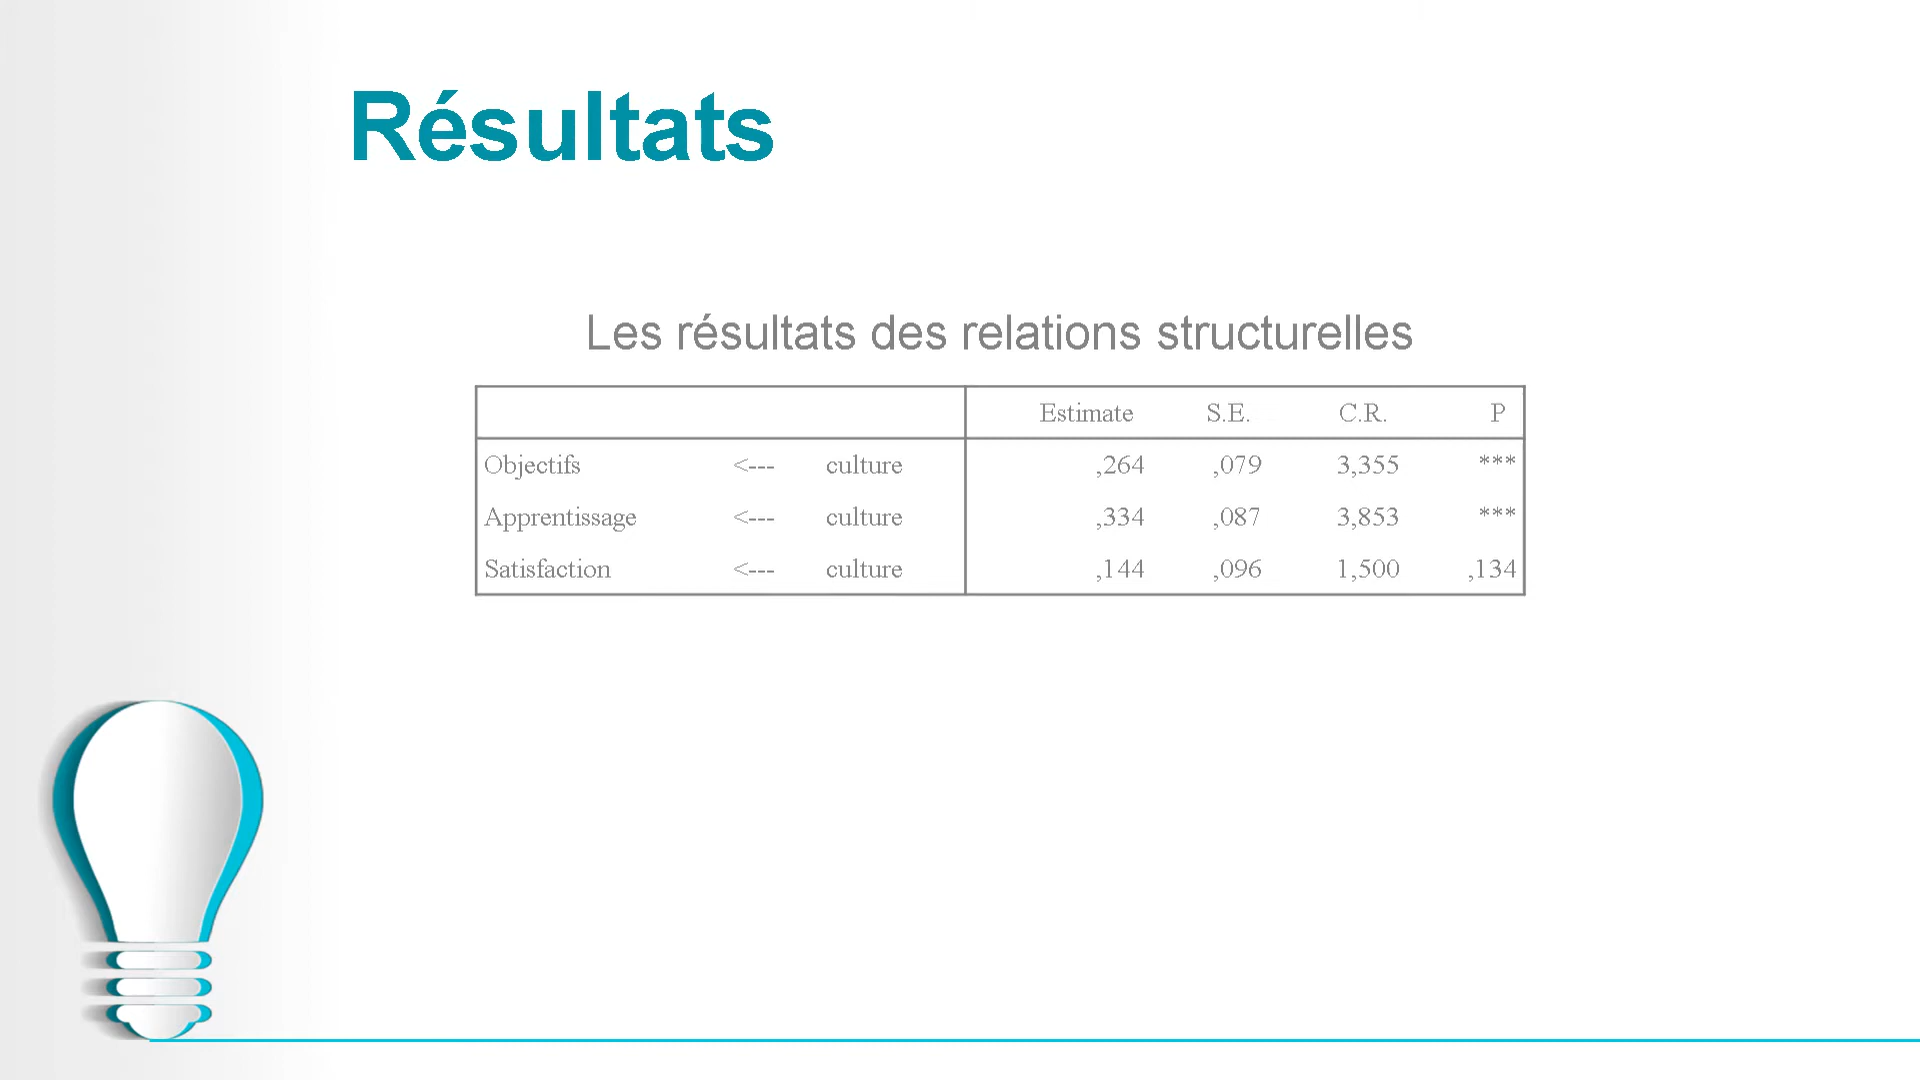 Résultats
Les résultats des relations structurelles
Estimate S.E. C.R. P
Objectifs <--- culture ,264 ,079 3,355 ***
Apprentissage <--- culture ,334 ,087 3,853 ***
Satisfaction <--- culture ,144 ,096 1,500 ,134